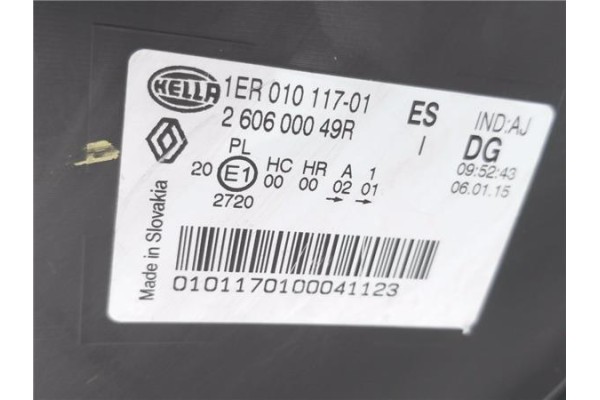 HELLA 1ER 010 117-01
2 606 000 49R
ES
I
IND:AJ
DG
09:52:43
06.01.15
PL
20 E1 HC HR A 1
00 00 02 01
2720
Made in Slovakia
0101170100041123